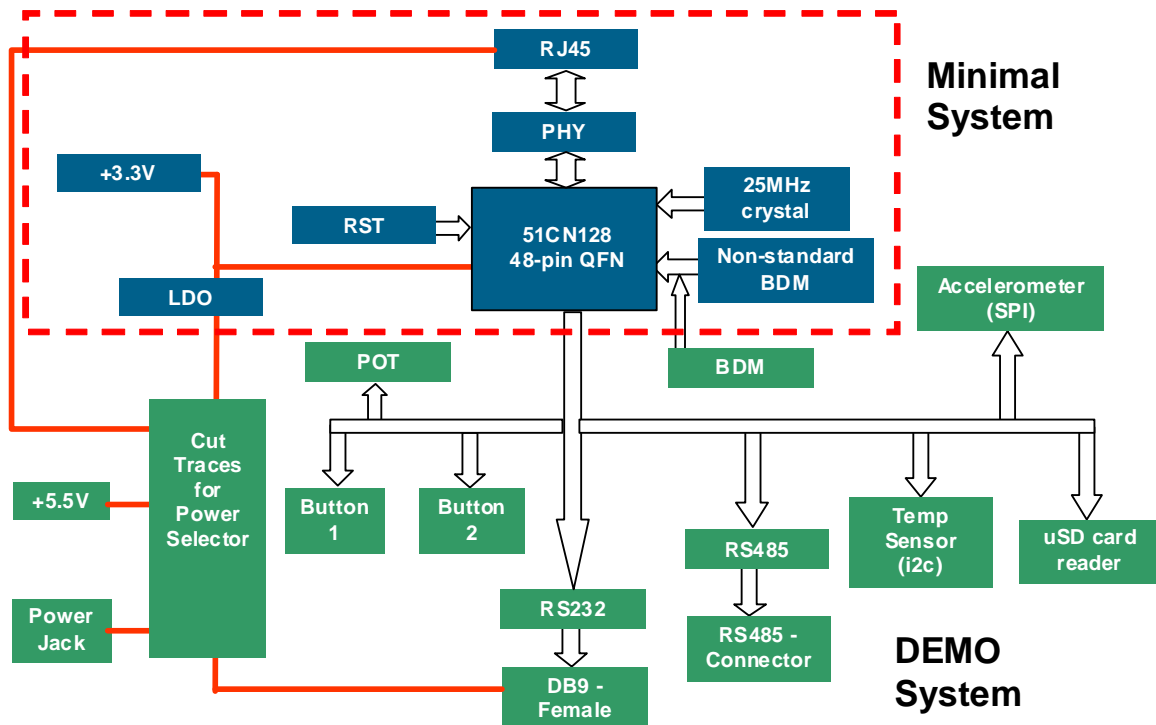 RJ45
Minimal
System
PHY
+3.3V
25MHz
crystal
RST
51CN128
48-pin QFN
Non-standard
BDM
LDO
Accelerometer
(SPI)
POT
BDM
Cut
Traces
for
Power
Selector
+5.5V
Button
1
Button
2
RS485
Temp
Sensor
(i2c)
uSD card
reader
Power
Jack
RS232
RS485 -
Connector
DEMO
System
DB9 -
Female